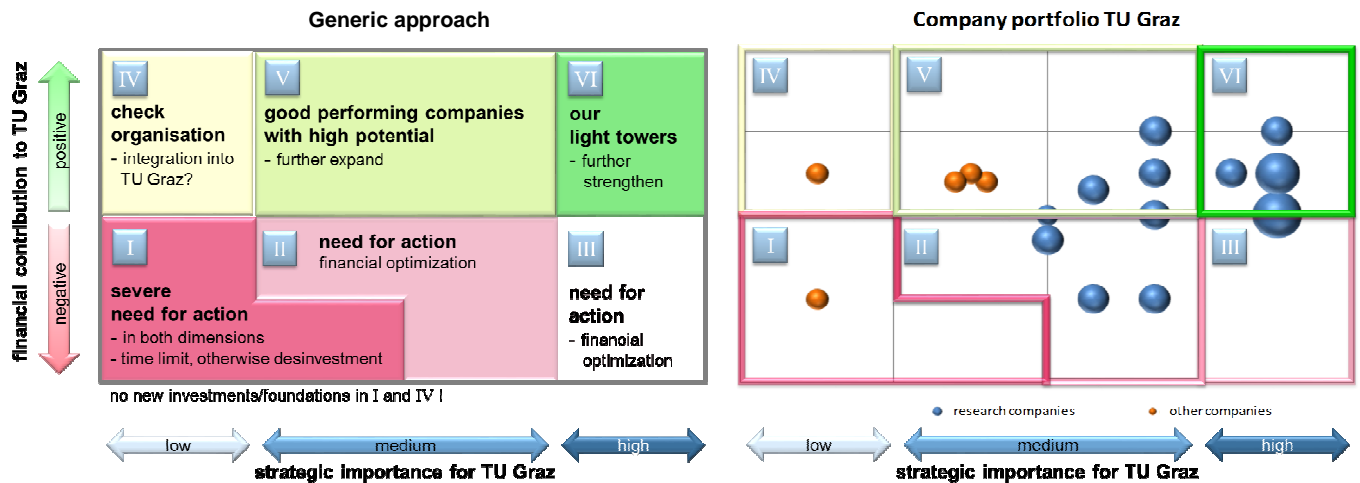 Generic approach
financial contribution to TU Graz
positive
negative
IV
check
organisation
- integration into
TU Graz?
V
good performing companies
with high potential
- further expand
VI
our
light towers
- further
strengthen
I
severe
need for action
- in both dimensions
- time limit, otherwise desinvestment
II
need for action
financial optimization
III
need for
action
- finanoial
optimization
no new investments/foundations in I and IV !
low
medium
high
strategic importance for TU Graz
Company portfolio TU Graz
IV
V
VI
I
II
III
research companies
other companies
low
medium
high
strategic importance for TU Graz